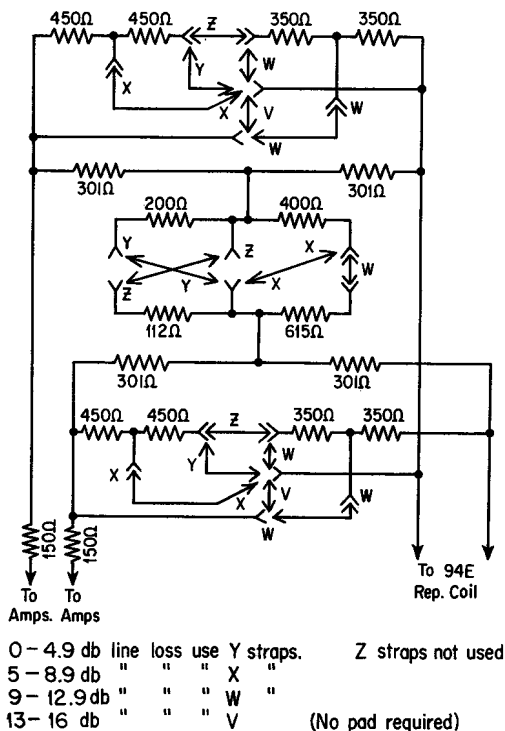 450Ω 450Ω Z 350Ω 350Ω
Y W
X X V W
W
301Ω 301Ω
200Ω 400Ω
Y Z X
Z Y X W
112Ω 615Ω
301Ω 301Ω
450Ω 450Ω Z 350Ω 350Ω
Y W
X X V W
W
150Ω 150Ω
To Amps. To Amps
To 94E
Rep. Coil
0-4.9 db line loss use Y straps. Z straps not used
5-8.9 db " " " X "
9-12.9 db " " " W "
13-16 db " " " V (No pad required)